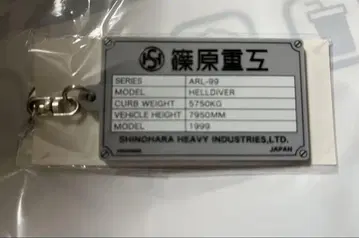 SH 篠原重工
SERIES ARL-99
MODEL HELLDIVER
CURB WEIGHT 5750KG
VEHICLE HEIGHT 7950MM
MODEL 1999
SHINOHARA HEAVY INDUSTRIES,LTD.
JAPAN